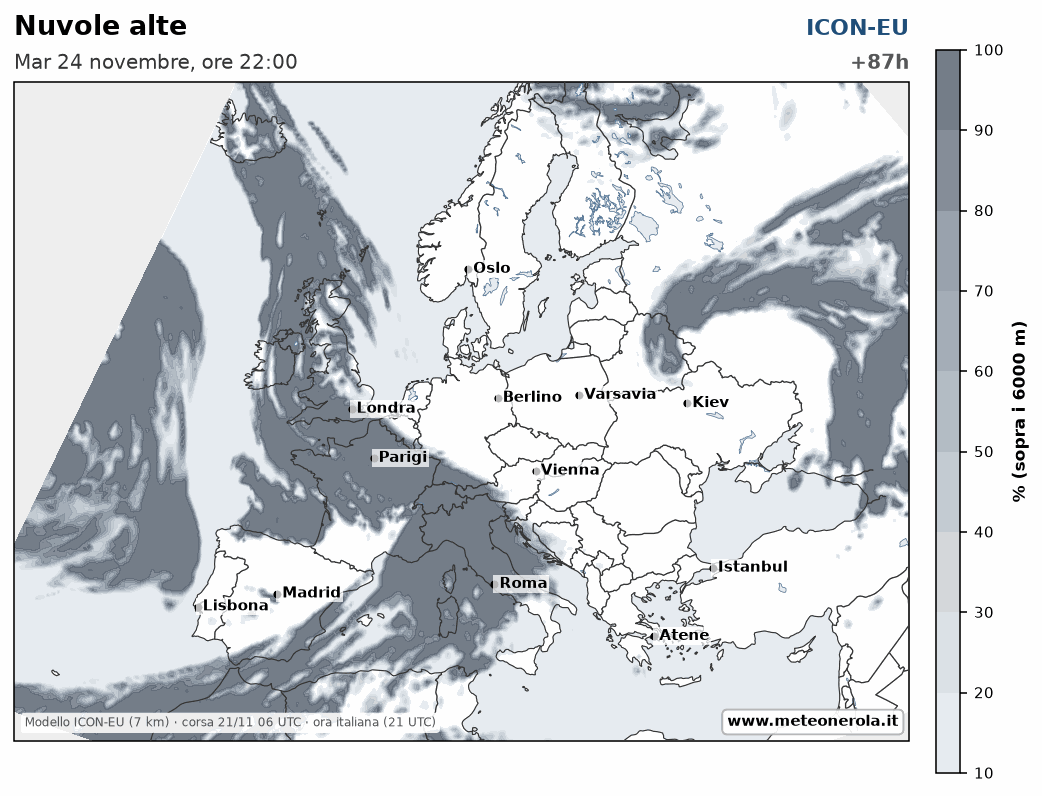 Nuvole alte
ICON-EU
Mar 24 novembre, ore 22:00
+87h
Oslo
Berlino
Varsavia
Kiev
Londra
Parigi
Vienna
Istanbul
Roma
Madrid
Lisbona
Atene
Modello ICON-EU (7 km) · corsa 21/11 06 UTC · ora italiana (21 UTC)
www.meteonerola.it
100
90
80
70
60
50
40
30
20
10
% (sopra i 6000 m)